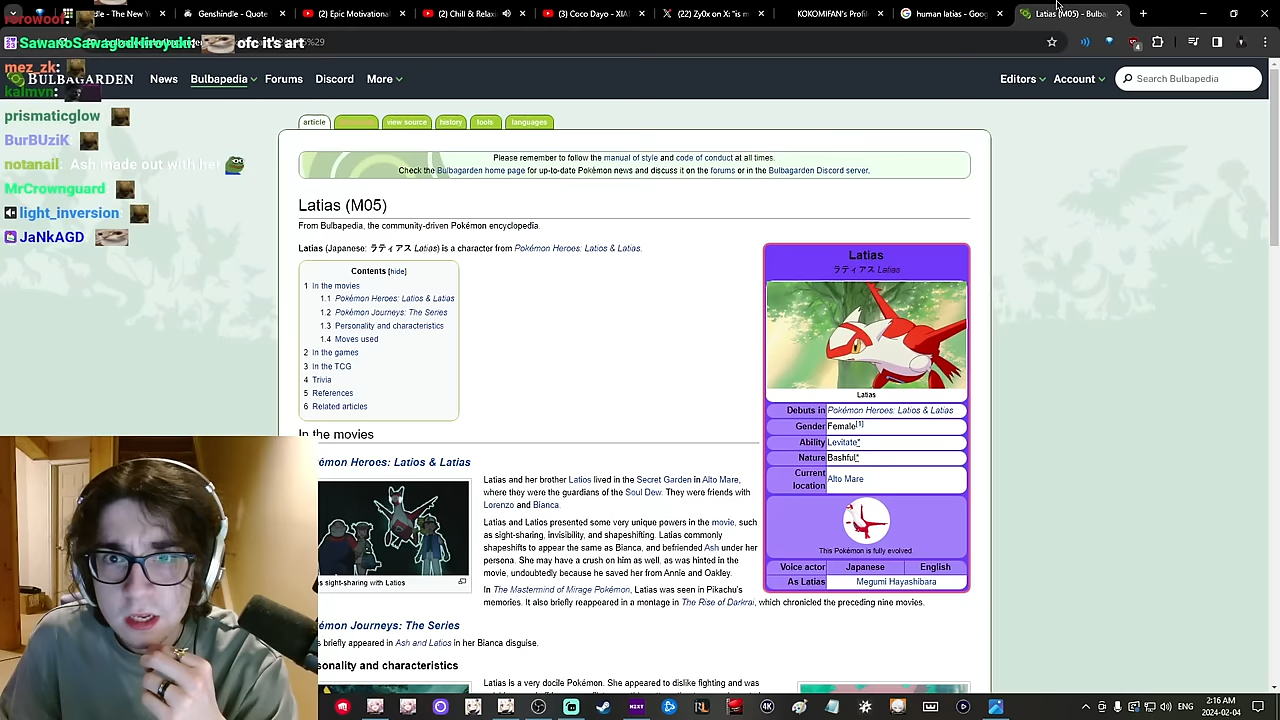 ile - The New Y
Genshindle - Quote
(2) Epic Motivational
(2) Youtube Relax
(3) Coco Dayo - XIA
(22) Zo
KOMIFAN's Profil
human latias - Goog
Latias (M05) - Bulba
rorowoof:
SawanoSawagodHiroyuki: ofc it's art
mez_zk:
kalmvn:
prismaticglow
BurBUziK
notanail: Ash made out with her
MrCrownguard
light_inversion
JaNkAGD
BULBAGARDEN
News
Bulbapedia
Forums
Discord
More
Editors
Account
Search Bulbapedia
article
view source
history
tools
languages
Please remember to follow the manual of style and code of conduct at all times.
Check the Bulbagarden home page for up-to-date Pokémon news and discuss it on the forums or in the Bulbagarden Discord server.
Latias (M05)
From Bulbapedia, the community-driven Pokémon encyclopedia.
Latias (Japanese: ラティアス Latias) is a character from Pokémon Heroes: Latios & Latias.
Contents [hide]
1 In the movies
1.1 Pokémon Heroes: Latios & Latias
1.2 Pokémon Journeys: The Series
1.3 Personality and characteristics
1.4 Moves used
2 In the games
3 In the TCG
4 Trivia
5 References
6 Related articles
Latias
ラティアス Latias
Latias
Debuts in Pokémon Heroes: Latios & Latias
Gender Female[1]
Ability Levitate*
Nature Bashful*
Current location Alto Mare
This Pokémon is fully evolved.
Voice actor Japanese English
As Latias Megumi Hayashibara
In the movies
émon Heroes: Latios & Latias
Latias and her brother Latios lived in the Secret Garden in Alto Mare,
where they were the guardians of the Soul Dew. They were friends with
Lorenzo and Bianca.
Latias and Latios presented some very unique powers in the movie, such
as sight-sharing, invisibility, and shapeshifting. Latias commonly
shapeshifts to appear the same as Bianca, and befriended Ash under her
persona. She may have a crush on him as well, as was hinted in the
movie, undoubtedly because he saved her from Annie and Oakley.
s sight-sharing with Latios
In The Mastermind of Mirage Pokémon, Latias was seen in Pikachu's
memories. It also briefly reappeared in a montage in The Rise of Darkrai, which chronicled the preceding nine movies.
émon Journeys: The Series
s briefly appeared in Ash and Latios in her Bianca disguise.
sonality and characteristics
Latias is a very docile Pokémon. She appeared to dislike fighting and was
ENG
2:16 AM
2024-02-04